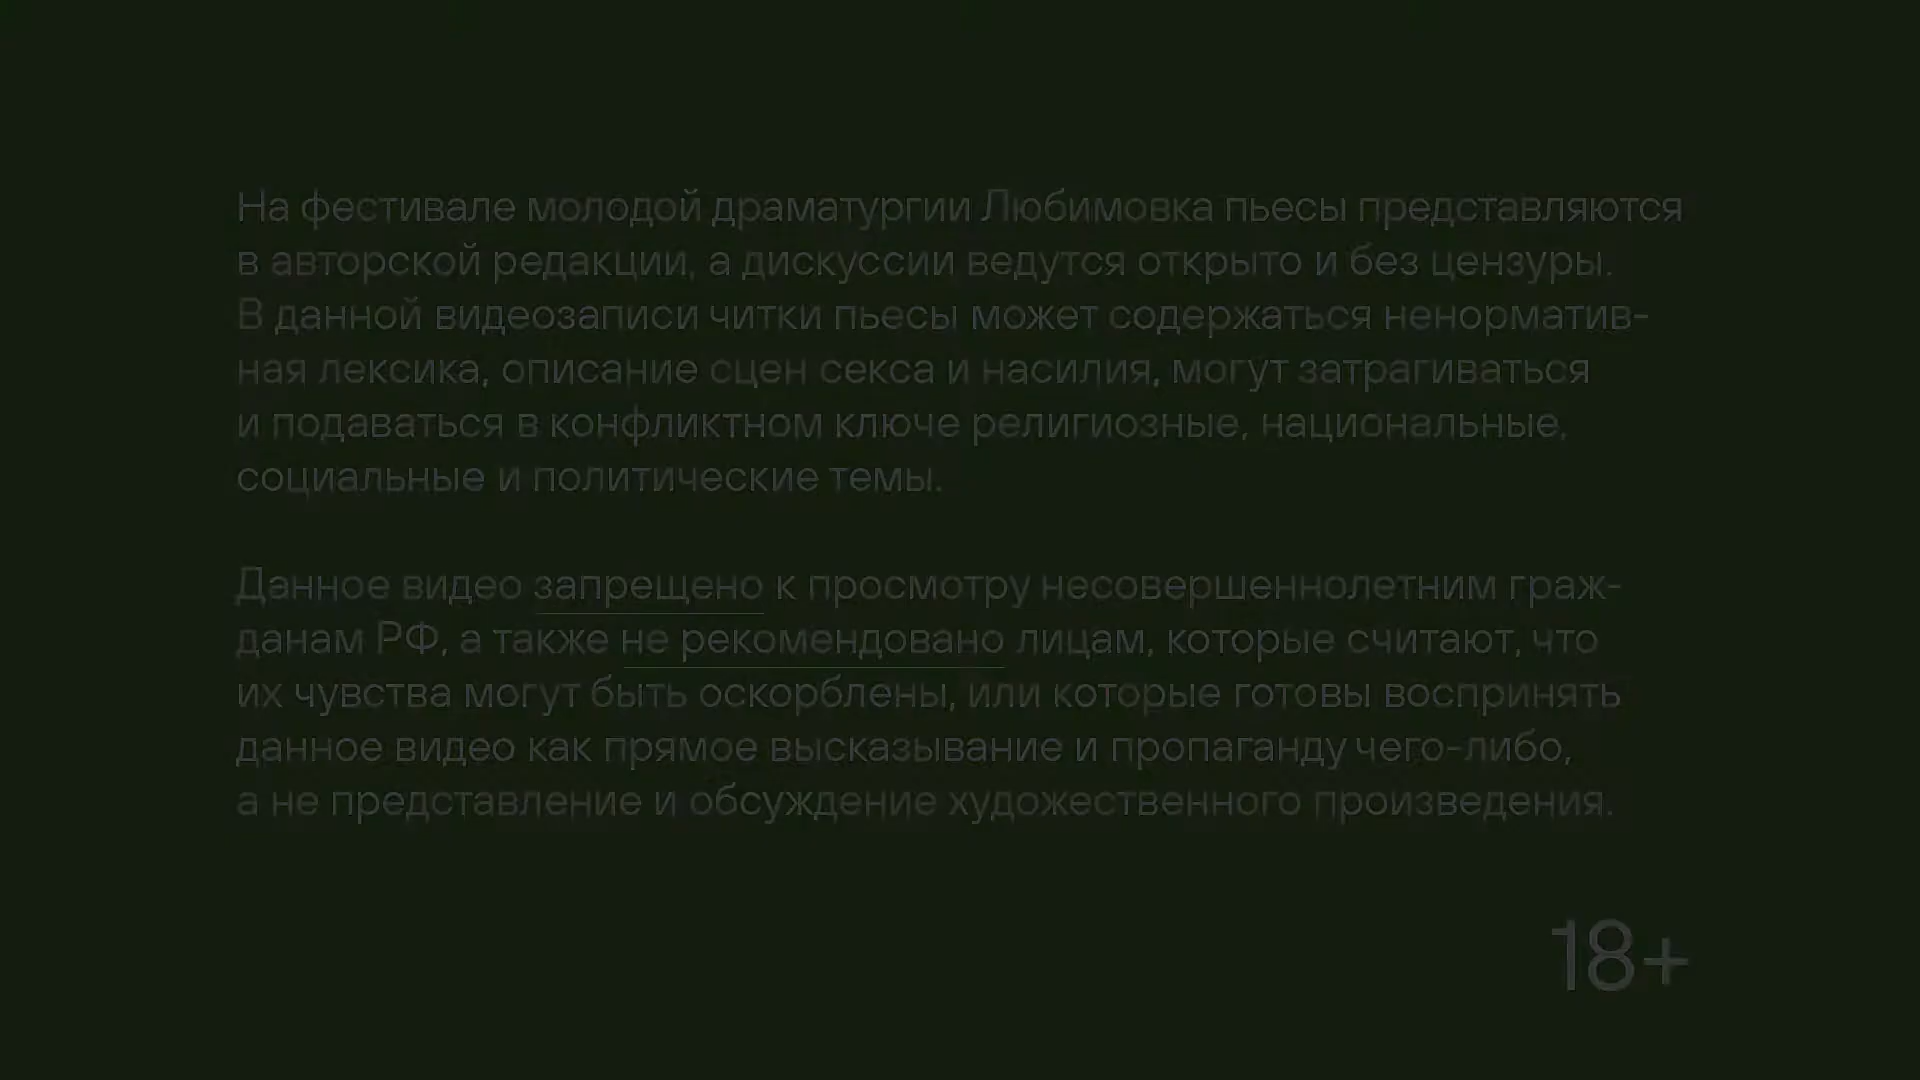 На фестивале молодой драматургии Любимовка пьесы представляются
в авторской редакции, а дискуссии ведутся открыто и без цензуры.
В данной видеозаписи читки пьесы может содержаться ненорматив-
ная лексика, описание сцен секса и насилия, могут затрагиваться
и подаваться в конфликтном ключе религиозные, национальные,
социальные и политические темы.
Данное видео запрещено к просмотру несовершеннолетним граж-
данам РФ, а также не рекомендовано лицам, которые считают, что
их чувства могут быть оскорблены, или которые готовы воспринять
данное видео как прямое высказывание и пропаганду чего-либо,
а не представление и обсуждение художественного произведения.
18+